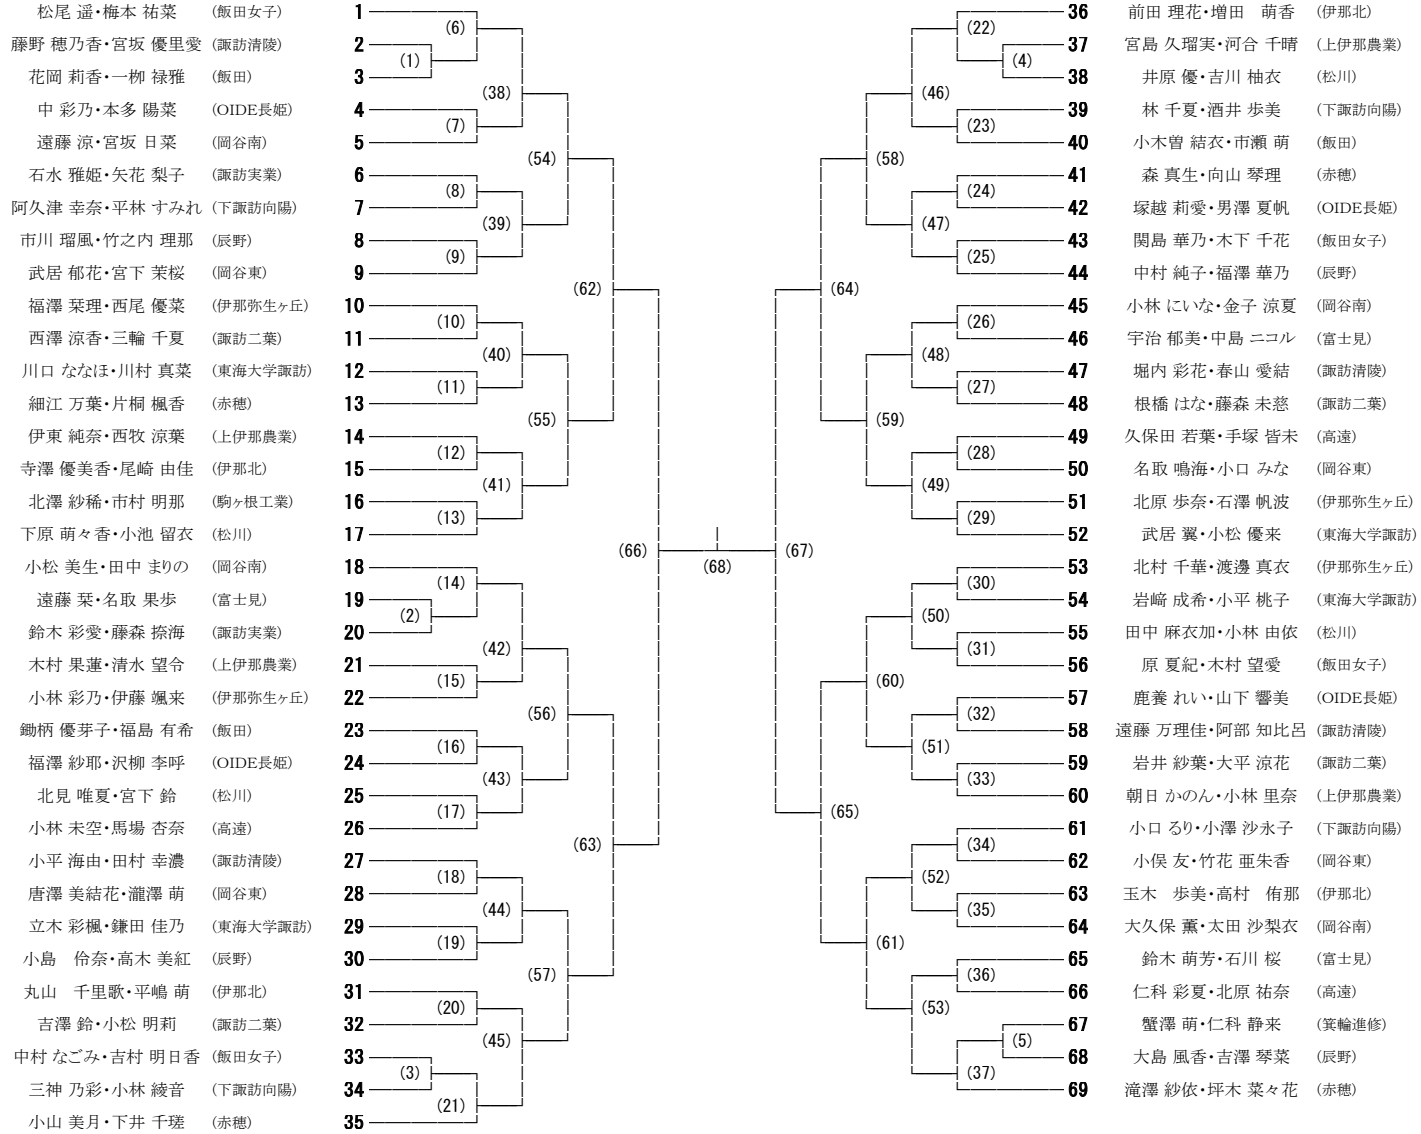 松尾 遥・梅本 祐菜 (飯田女子) 1
藤野 穂乃香・宮坂 優里愛 (諏訪清陵) 2
花岡 莉香・一栁 禄雅 (飯田) 3
中 彩乃・本多 陽菜 (OIDE長姫) 4
遠藤 涼・宮坂 日菜 (岡谷南) 5
石水 雅姫・矢花 梨子 (諏訪実業) 6
阿久津 幸奈・平林 すみれ (下諏訪向陽) 7
市川 瑠風・竹之内 理那 (辰野) 8
武居 郁花・宮下 茉桜 (岡谷東) 9
福澤 栞理・西尾 優菜 (伊那弥生ヶ丘) 10
西澤 涼香・三輪 千夏 (諏訪二葉) 11
川口 ななほ・川村 真菜 (東海大学諏訪) 12
細江 万葉・片桐 楓香 (赤穂) 13
伊東 純奈・西牧 涼葉 (上伊那農業) 14
寺澤 優美香・尾崎 由佳 (伊那北) 15
北澤 紗稀・市村 明那 (駒ヶ根工業) 16
下原 萌々香・小池 留衣 (松川) 17
小松 美生・田中 まりの (岡谷南) 18
遠藤 栞・名取 果歩 (富士見) 19
鈴木 彩愛・藤森 捺海 (諏訪実業) 20
木村 果蓮・清水 望令 (上伊那農業) 21
小林 彩乃・伊藤 颯来 (伊那弥生ヶ丘) 22
鋤柄 優芽子・福島 有希 (飯田) 23
福澤 紗耶・沢柳 李呼 (OIDE長姫) 24
北見 唯夏・宮下 鈴 (松川) 25
小林 未空・馬場 杏奈 (高遠) 26
小平 海由・田村 幸濃 (諏訪清陵) 27
唐澤 美結花・瀧澤 萌 (岡谷東) 28
立木 彩楓・鎌田 佳乃 (東海大学諏訪) 29
小島　伶奈・高木 美紅 (辰野) 30
丸山　千里歌・平嶋 萌 (伊那北) 31
吉澤 鈴・小松 明莉 (諏訪二葉) 32
中村 なごみ・吉村 明日香 (飯田女子) 33
三神 乃彩・小林 綾音 (下諏訪向陽) 34
小山 美月・下井 千瑳 (赤穂) 35
(1)
(2)
(3)
(6)
(7)
(8)
(9)
(10)
(11)
(12)
(13)
(14)
(15)
(16)
(17)
(18)
(19)
(20)
(21)
(38)
(39)
(40)
(41)
(42)
(43)
(44)
(45)
(54)
(55)
(56)
(57)
(62)
(63)
(66)
(68)
(67)
(64)
(65)
(58)
(59)
(60)
(61)
(46)
(47)
(48)
(49)
(50)
(51)
(52)
(53)
(22)
(23)
(24)
(25)
(26)
(27)
(28)
(29)
(30)
(31)
(32)
(33)
(34)
(35)
(36)
(37)
(4)
(5)
36 前田 理花・増田　萌香 (伊那北)
37 宮島 久瑠実・河合 千晴 (上伊那農業)
38 井原 優・吉川 柚衣 (松川)
39 林 千夏・酒井 歩美 (下諏訪向陽)
40 小木曽 結衣・市瀬 萌 (飯田)
41 森 真生・向山 琴理 (赤穂)
42 塚越 莉愛・男澤 夏帆 (OIDE長姫)
43 関島 華乃・木下 千花 (飯田女子)
44 中村 純子・福澤 華乃 (辰野)
45 小林 にいな・金子 涼夏 (岡谷南)
46 宇治 郁美・中島 ニコル (富士見)
47 堀内 彩花・春山 愛結 (諏訪清陵)
48 根橋 はな・藤森 未慈 (諏訪二葉)
49 久保田 若葉・手塚 皆未 (高遠)
50 名取 鳴海・小口 みな (岡谷東)
51 北原 歩奈・石澤 帆波 (伊那弥生ヶ丘)
52 武居 翼・小松 優来 (東海大学諏訪)
53 北村 千華・渡邊 真衣 (伊那弥生ヶ丘)
54 岩﨑 成希・小平 桃子 (東海大学諏訪)
55 田中 麻衣加・小林 由依 (松川)
56 原 夏紀・木村 望愛 (飯田女子)
57 鹿養 れい・山下 響美 (OIDE長姫)
58 遠藤 万理佳・阿部 知比呂 (諏訪清陵)
59 岩井 紗葉・大平 涼花 (諏訪二葉)
60 朝日 かのん・小林 里奈 (上伊那農業)
61 小口 るり・小澤 沙永子 (下諏訪向陽)
62 小俣 友・竹花 亜朱香 (岡谷東)
63 玉木　歩美・高村　侑那 (伊那北)
64 大久保 薫・太田 沙梨衣 (岡谷南)
65 鈴木 萌芳・石川 桜 (富士見)
66 仁科 彩夏・北原 祐奈 (高遠)
67 蟹澤 萌・仁科 静来 (箕輪進修)
68 大島 風香・吉澤 琴菜 (辰野)
69 滝澤 紗依・坪木 菜々花 (赤穂)